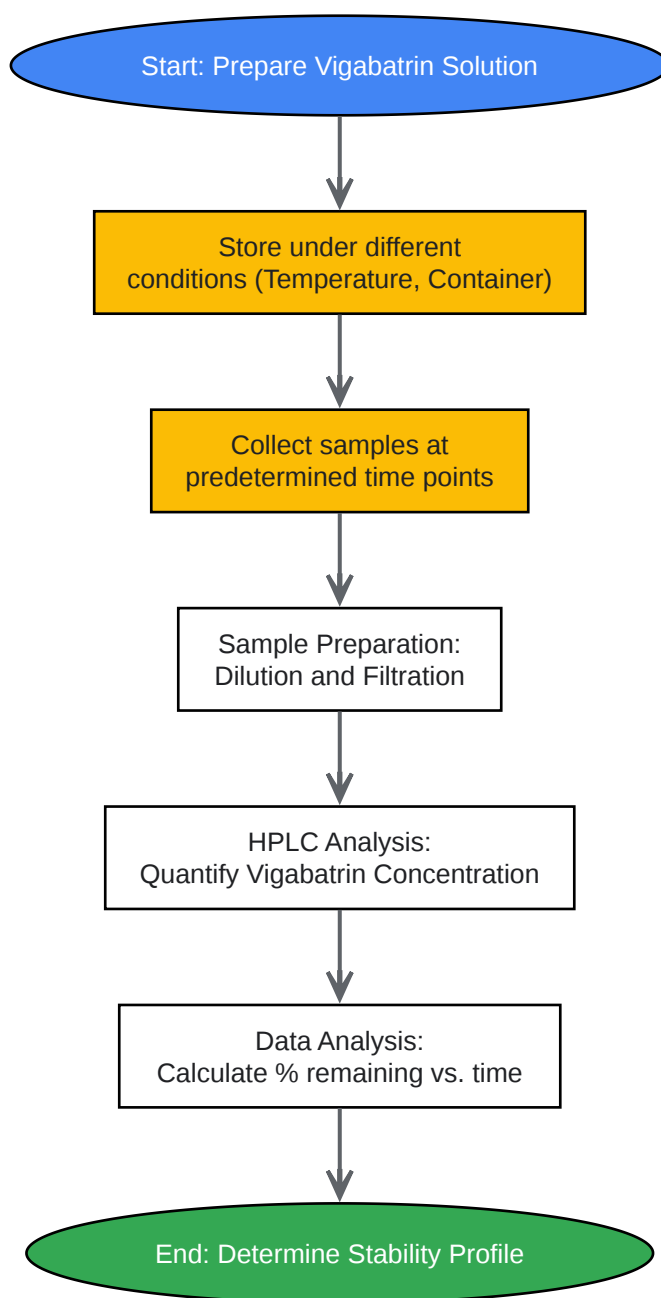 Start: Prepare Vigabatrin Solution
Store under different
conditions (Temperature, Container)
Collect samples at
predetermined time points
Sample Preparation:
Dilution and Filtration
HPLC Analysis:
Quantify Vigabatrin Concentration
Data Analysis:
Calculate % remaining vs. time
End: Determine Stability Profile